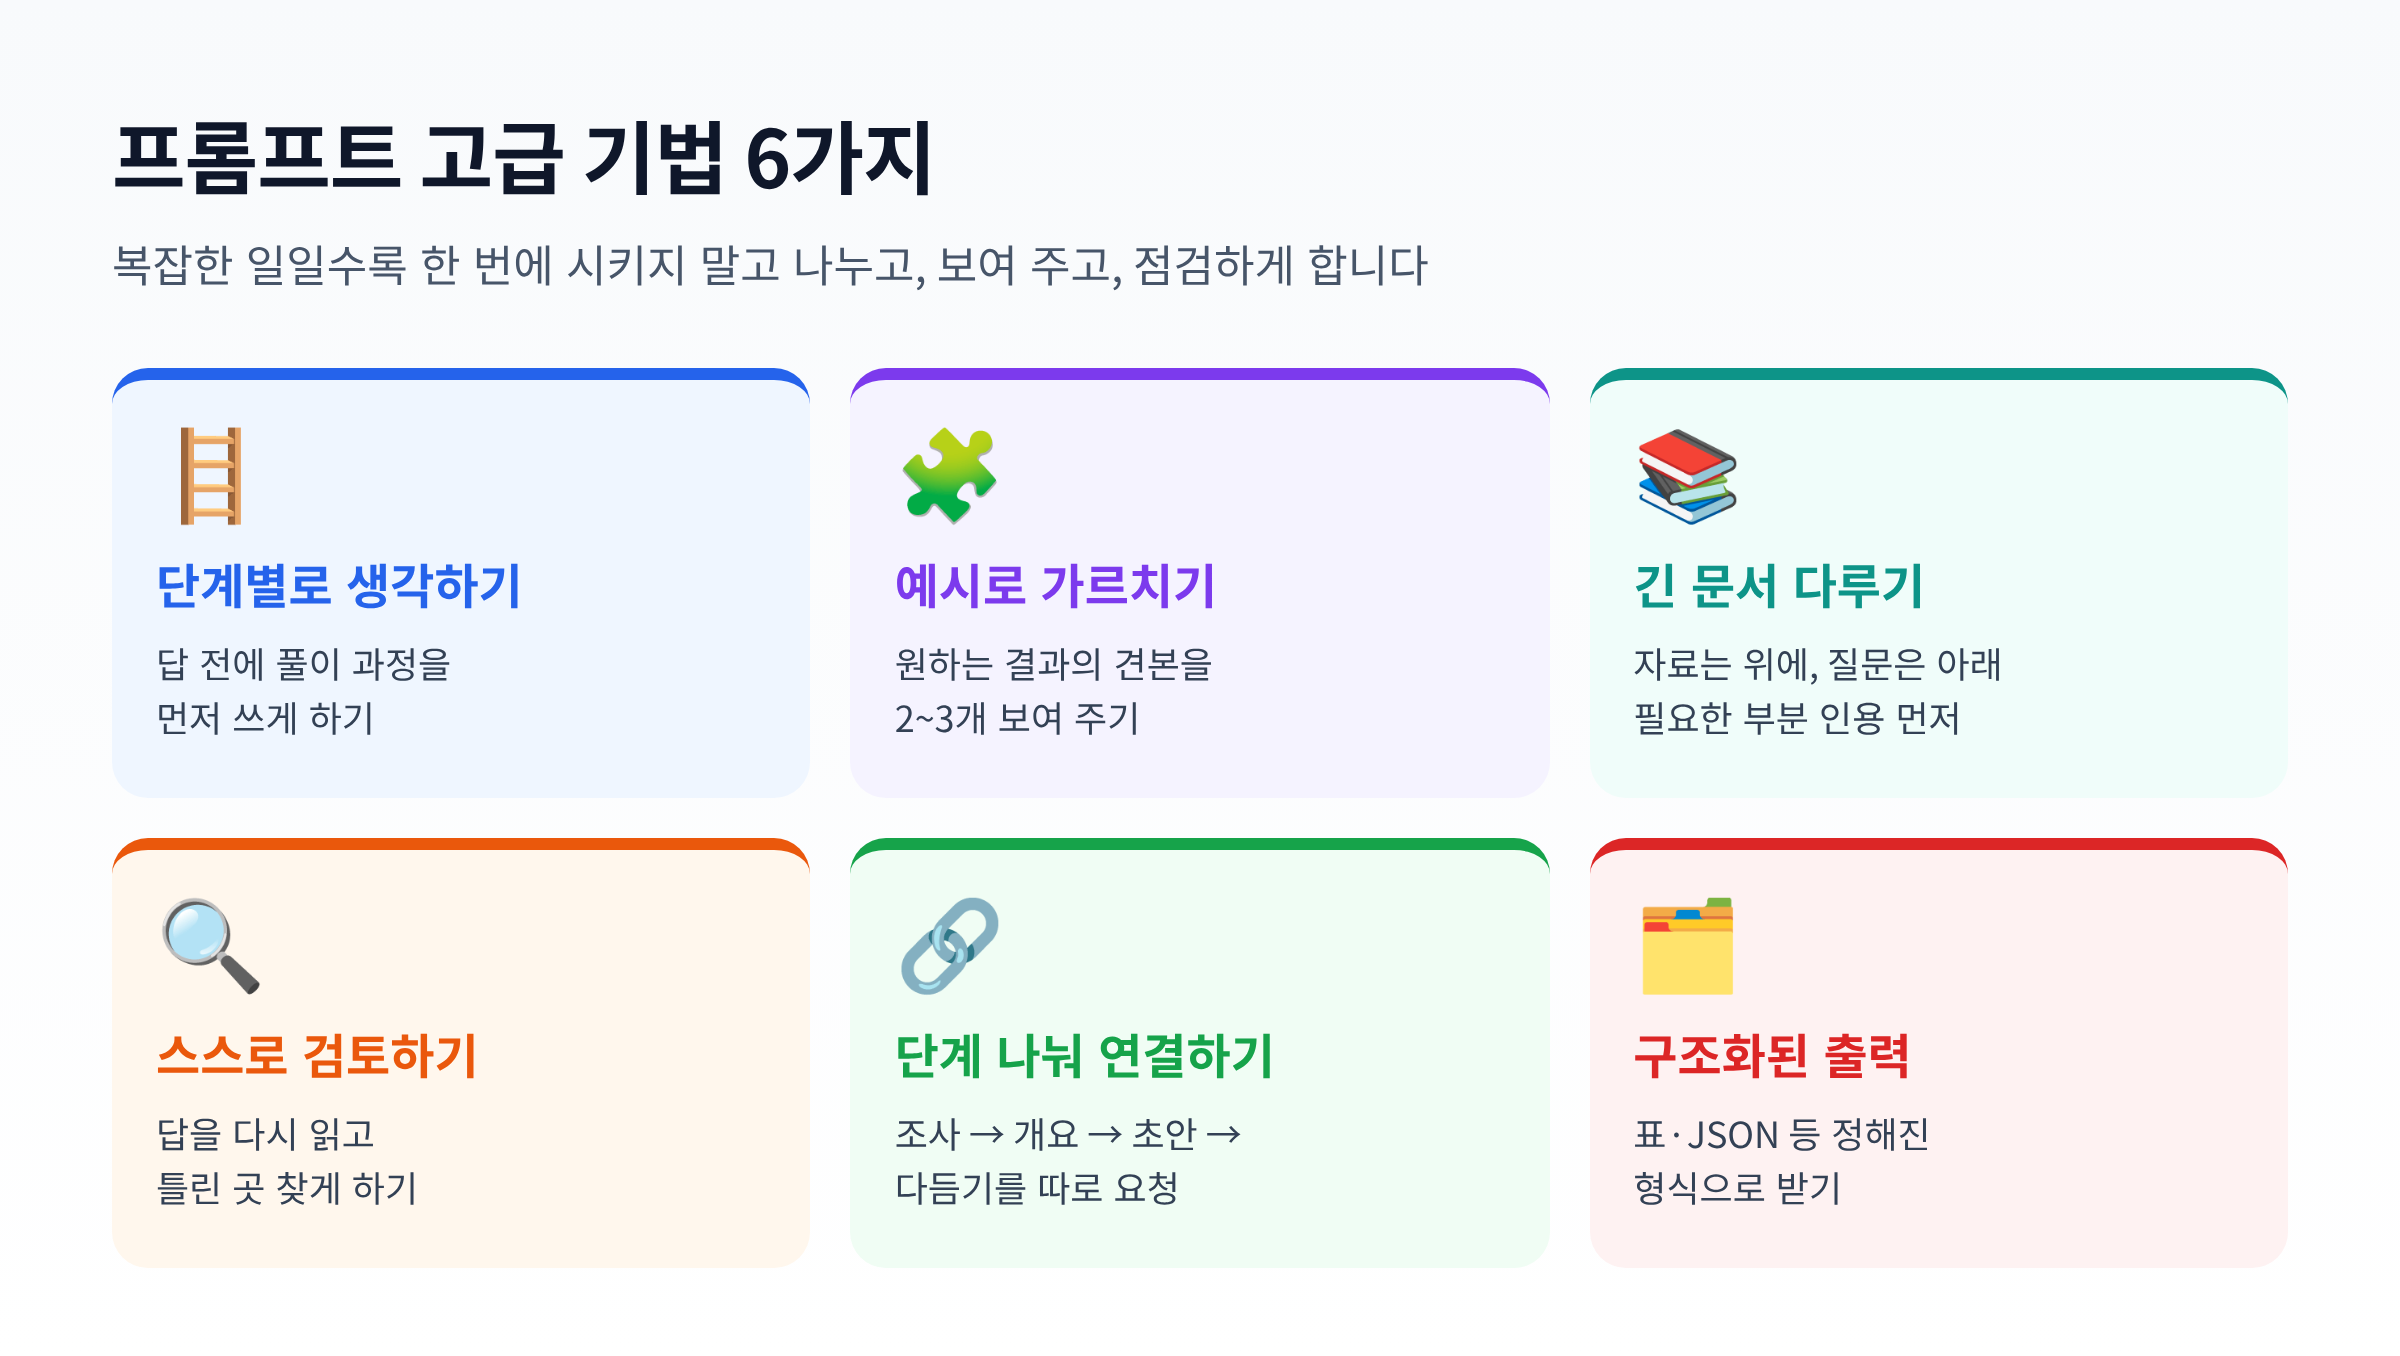 프롬프트 고급 기법 6가지
복잡한 일일수록 한 번에 시키지 말고 나누고, 보여 주고, 점검하게 합니다
단계별로 생각하기
답 전에 풀이 과정을
먼저 쓰게 하기
예시로 가르치기
원하는 결과의 견본을
2~3개 보여 주기
긴 문서 다루기
자료는 위에, 질문은 아래
필요한 부분 인용 먼저
스스로 검토하기
답을 다시 읽고
틀린 곳 찾게 하기
단계 나눠 연결하기
조사 → 개요 → 초안 →
다듬기를 따로 요청
구조화된 출력
표·JSON 등 정해진
형식으로 받기